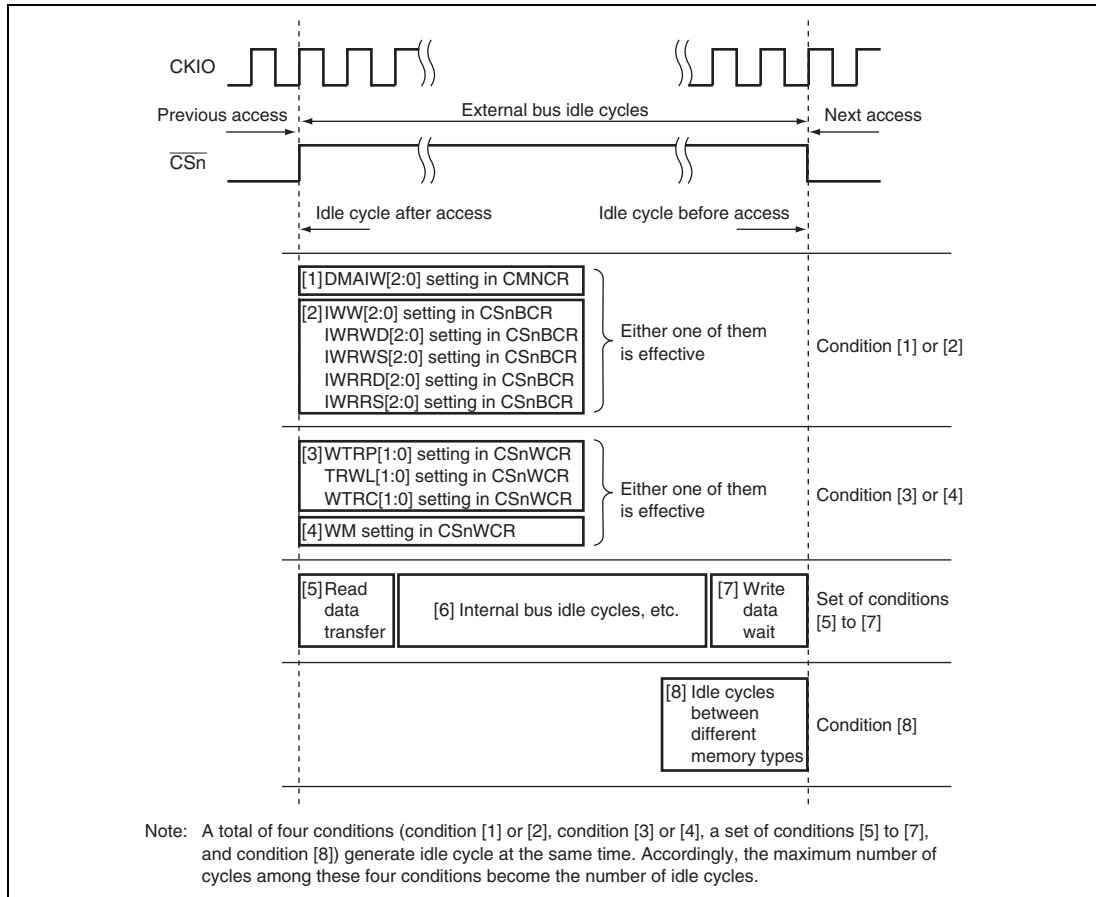 CKIO
Previous access
External bus idle cycles
Next access
CSn
Idle cycle after access
Idle cycle before access
[1]DMAIW[2:0] setting in CMNCR
[2]IWW[2:0] setting in CSnBCR
IWRWD[2:0] setting in CSnBCR
IWRWS[2:0] setting in CSnBCR
IWRRD[2:0] setting in CSnBCR
IWRRS[2:0] setting in CSnBCR
Either one of them
is effective
Condition [1] or [2]
[3]WTRP[1:0] setting in CSnWCR
TRWL[1:0] setting in CSnWCR
WTRC[1:0] setting in CSnWCR
[4]WM setting in CSnWCR
Either one of them
is effective
Condition [3] or [4]
[5]Read
data
transfer
[6] Internal bus idle cycles, etc.
[7] Write
data
wait
Set of conditions
[5] to [7]
[8] Idle cycles
between
different
memory types
Condition [8]
Note: A total of four conditions (condition [1] or [2], condition [3] or [4], a set of conditions [5] to [7],
and condition [8]) generate idle cycle at the same time. Accordingly, the maximum number of
cycles among these four conditions become the number of idle cycles.